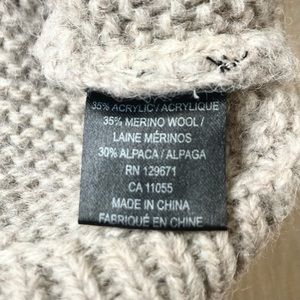 35% ACRYLIC / ACRYLIQUE
35% MERINO WOOL /
LAINE MÉRINOS
30% ALPACA / ALPAGA
RN 129671
CA 11055
MADE IN CHINA
FABRIQUÉ EN CHINE